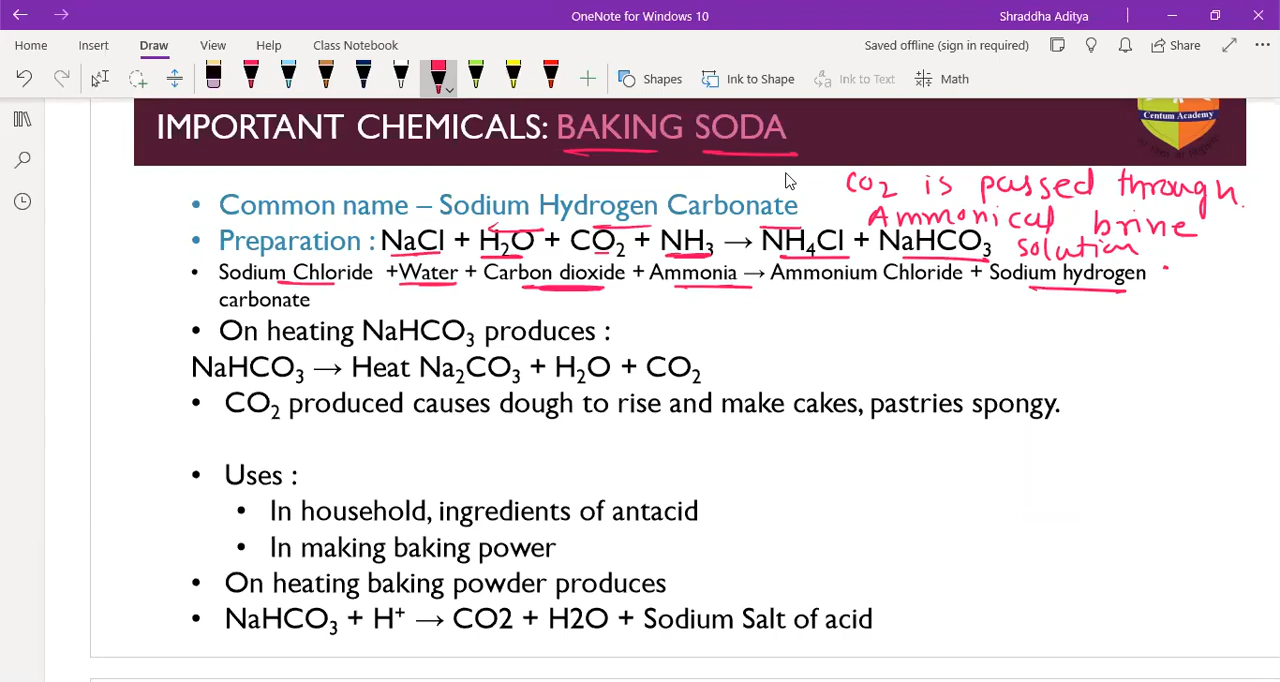 OneNote for Windows 10
Shraddha Aditya
Home Insert Draw View Help Class Notebook
Saved offline (sign in required)
Share
Shapes
Ink to Shape
Ink to Text
Math
IMPORTANT CHEMICALS: BAKING SODA
Centum Academy
• Common name – Sodium Hydrogen Carbonate
CO2 is passed through
Ammonical brine
solution
• Preparation : NaCl + H₂O + CO₂ + NH₃ → NH₄Cl + NaHCO₃
• Sodium Chloride +Water + Carbon dioxide + Ammonia → Ammonium Chloride + Sodium hydrogen
carbonate
• On heating NaHCO₃ produces :
NaHCO₃ → Heat Na₂CO₃ + H₂O + CO₂
• CO₂ produced causes dough to rise and make cakes, pastries spongy.
• Uses :
• In household, ingredients of antacid
• In making baking power
• On heating baking powder produces
• NaHCO₃ + H⁺ → CO2 + H2O + Sodium Salt of acid